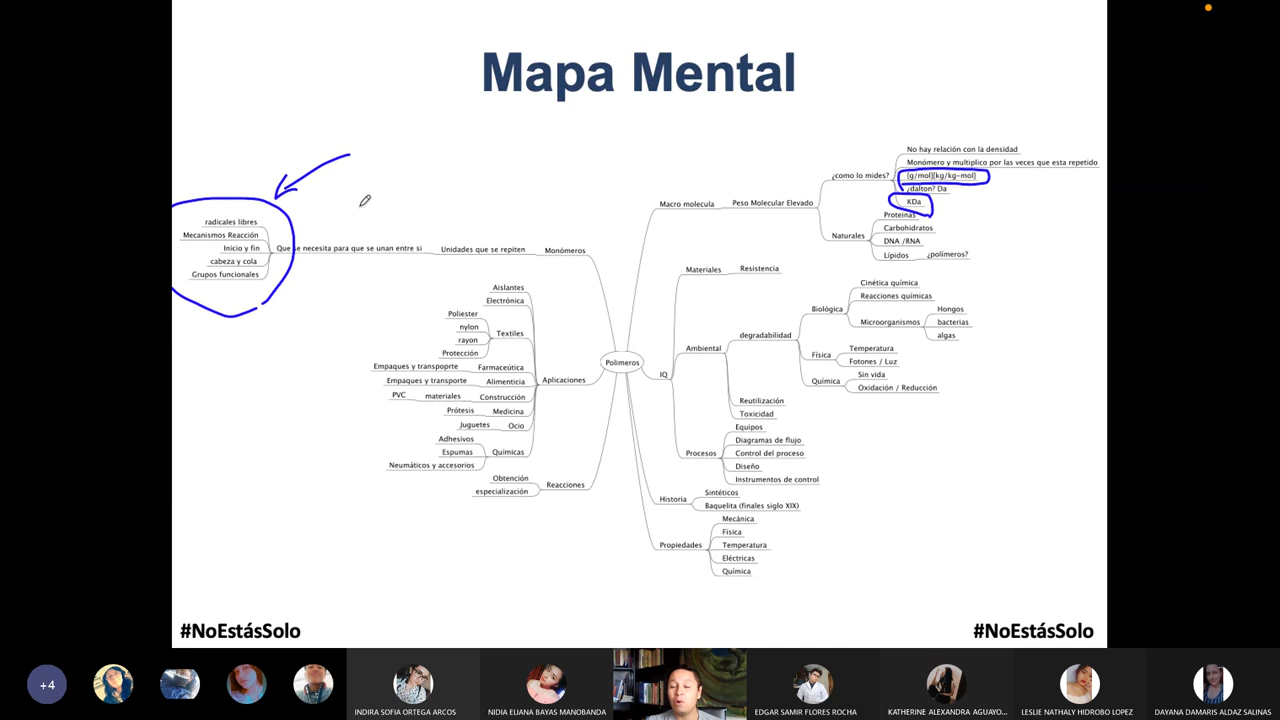 Mapa Mental
No hay relación con la densidad
Monómero y multiplico por las veces que esta repetido
¿como lo mides?
[g/mol][kg/kg-mol]
¿dalton? Da
KDa
Macro molecula
Peso Molecular Elevado
Proteinas
Carbohidratos
Naturales
DNA /RNA
Lípidos
¿polímeros?
radicales libres
Mecanismos Reacción
Inicio y fin
cabeza y cola
Grupos funcionales
Que se necesita para que se unan entre si
Unidades que se repiten
Monómeros
Materiales
Resistencia
Aislantes
Electrónica
Poliester
nylon
rayon
Protección
Textiles
Empaques y transpoprte
Farmaceútica
Empaques y transporte
Alimenticia
PVC
materiales
Construcción
Prótesis
Medicina
Juguetes
Ocio
Adhesivos
Espumas
Neumáticos y accesorios
Químicas
Aplicaciones
Polimeros
Obtención
especialización
Reacciones
IQ
Ambiental
degradabilidad
Biológica
Cinética química
Reacciones químicas
Microorganismos
Hongos
bacterias
algas
Física
Temperatura
Fotones / Luz
Química
Sin vida
Oxidación / Reducción
Reutilización
Toxicidad
Procesos
Equipos
Diagramas de flujo
Control del proceso
Diseño
Instrumentos de control
Historia
Sintéticos
Baquelita (finales siglo XIX)
Propiedades
Mecánica
Física
Temperatura
Eléctricas
Química
#NoEstásSolo
#NoEstásSolo
+4
INDIRA SOFIA ORTEGA ARCOS
NIDIA ELIANA BAYAS MANOBANDA
EDGAR SAMIR FLORES ROCHA
KATHERINE ALEXANDRA AGUAYO...
LESLIE NATHALY HIDROBO LOPEZ
DAYANA DAMARIS ALDAZ SALINAS